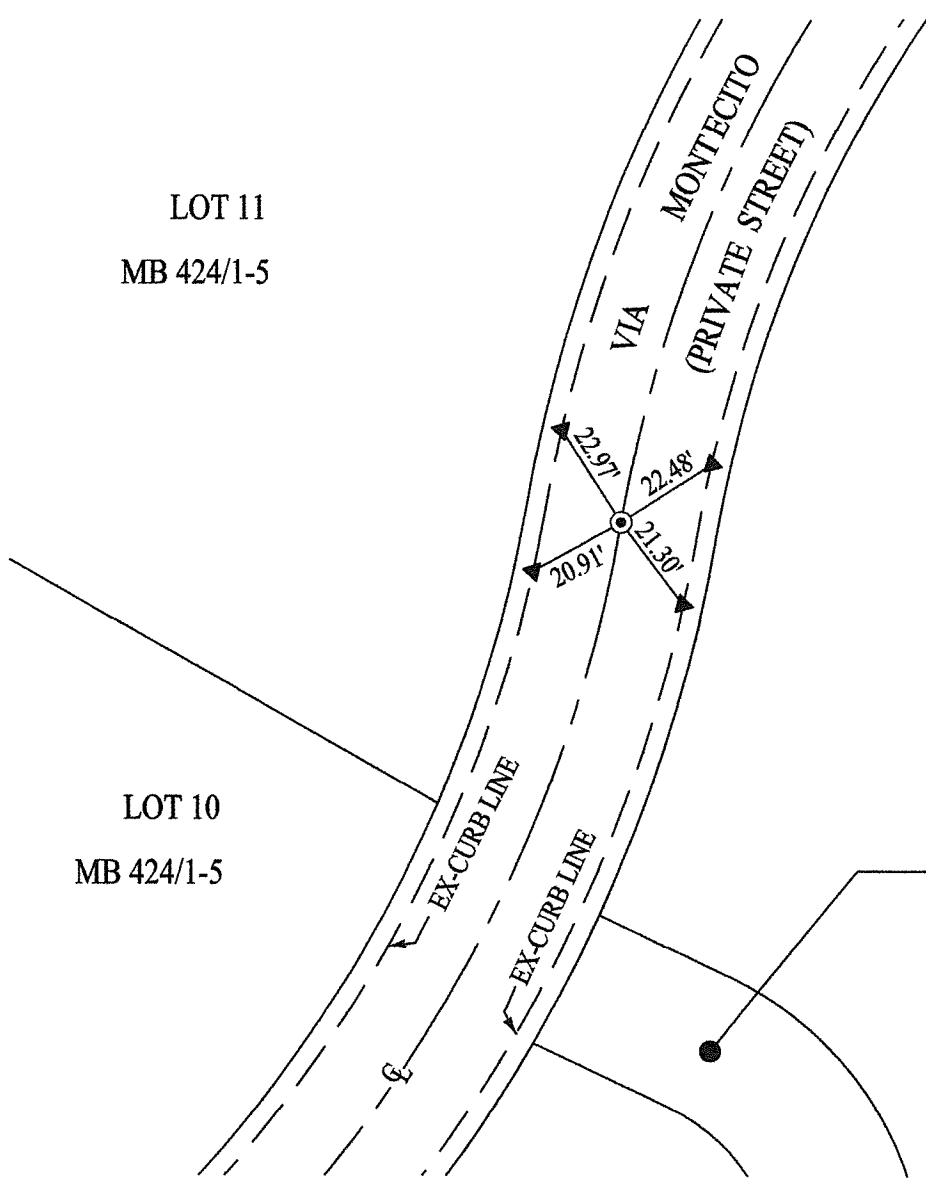 LOT 11
MB 424/1-5
VIA MONTECITO
(PRIVATE STREET)
22.97'
22.48'
20.91'
21.30'
LOT 10
MB 424/1-5
EX-CURB LINE
EX-CURB LINE
℄